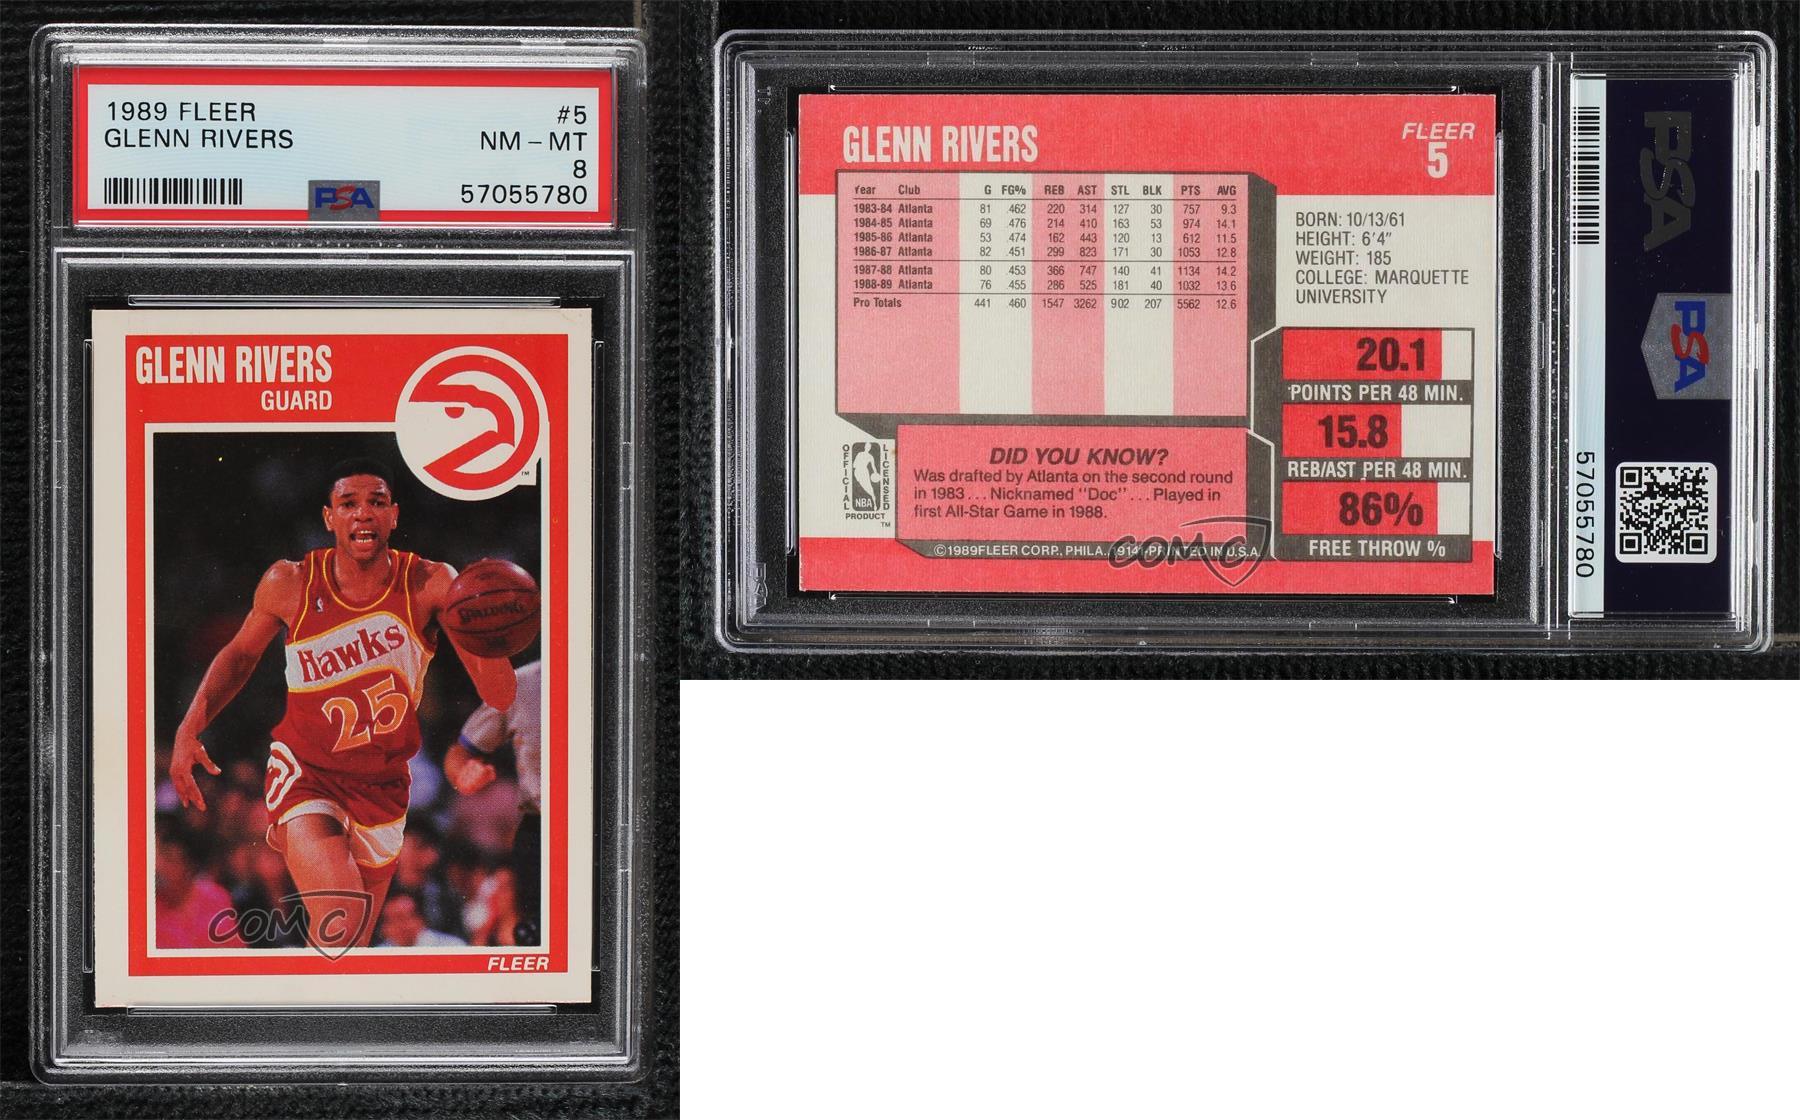 1989 FLEER #5
GLENN RIVERS NM - MT
8
PSA 57055780
GLENN RIVERS
GUARD
TM
SPALDING
Hawks
25
COMC
FLEER
GLENN RIVERS
FLEER
5
Year Club G FG% REB AST STL BLK PTS AVG
1983-84 Atlanta 81 .462 220 314 127 30 757 9.3
1984-85 Atlanta 69 .476 214 410 163 53 974 14.1
1985-86 Atlanta 53 .474 162 443 120 13 612 11.5
1986-87 Atlanta 82 .451 299 823 171 30 1053 12.8
1987-88 Atlanta 80 .453 366 747 140 41 1134 14.2
1988-89 Atlanta 76 .455 286 525 181 40 1032 13.6
Pro Totals 441 .460 1547 3262 902 207 5562 12.6
BORN: 10/13/61
HEIGHT: 6'4"
WEIGHT: 185
COLLEGE: MARQUETTE
UNIVERSITY
20.1
POINTS PER 48 MIN.
15.8
REB/AST PER 48 MIN.
86%
FREE THROW %
OFFICIAL LICENSED
NBA
PRODUCT
TM
DID YOU KNOW?
Was drafted by Atlanta on the second round
in 1983 . . . Nicknamed "Doc" . . . Played in
first All-Star Game in 1988.
©1989 FLEER CORP. PHILA. 19141-PRINTED IN U.S.A.
COMC
PSA
PSA
57055780